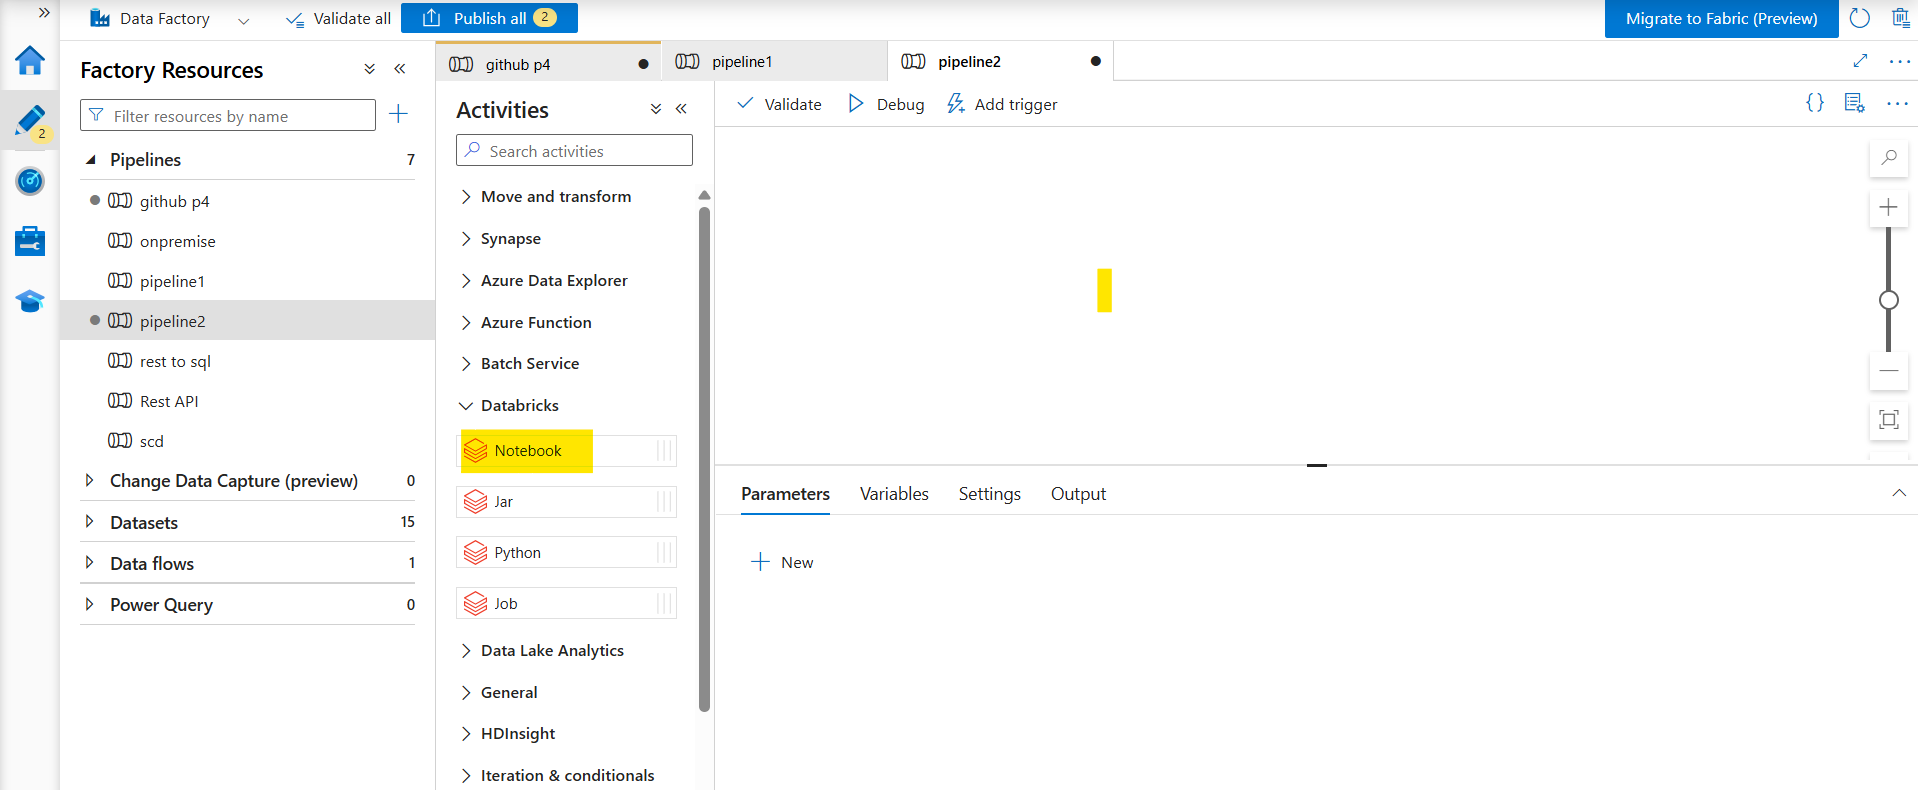 Data Factory
Validate all
Publish all 2
Migrate to Fabric (Preview)
2
Factory Resources
Filter resources by name
Pipelines 7
github p4
onpremise
pipeline1
pipeline2
rest to sql
Rest API
scd
Change Data Capture (preview) 0
Datasets 15
Data flows 1
Power Query 0
github p4
pipeline1
pipeline2
Activities
Search activities
Move and transform
Synapse
Azure Data Explorer
Azure Function
Batch Service
Databricks
Notebook
Jar
Python
Job
Data Lake Analytics
General
HDInsight
Iteration & conditionals
Validate
Debug
Add trigger
Parameters
Variables
Settings
Output
New